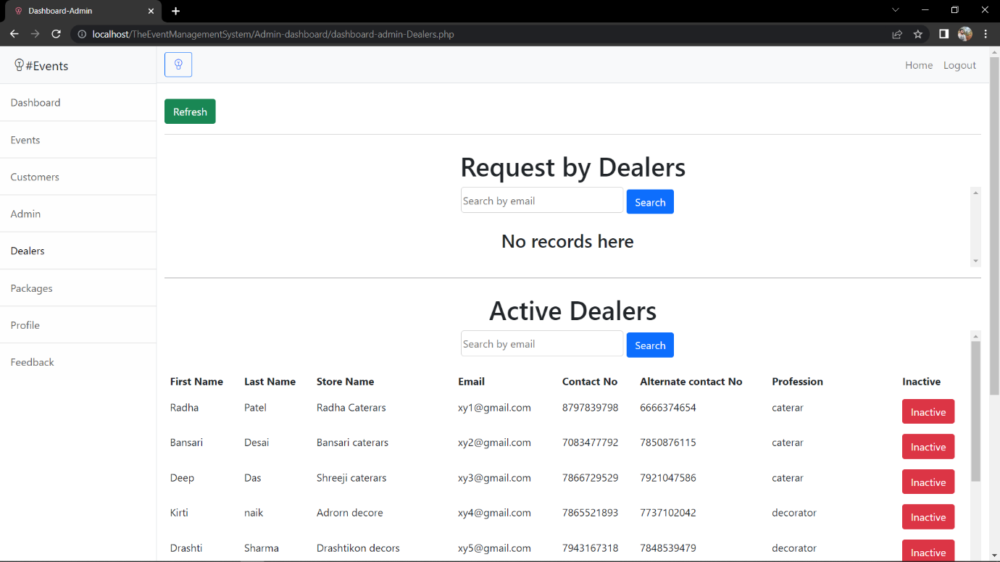 Dashboard-Admin
localhost/TheEventManagementSystem/Admin-dashboard/dashboard-admin-Dealers.php
#Events
Home Logout
Dashboard
Events
Customers
Admin
Dealers
Packages
Profile
Feedback
Refresh
Request by Dealers
Search by email Search
No records here
Active Dealers
Search by email Search
First Name Last Name Store Name Email Contact No Alternate contact No Profession Inactive
Radha Patel Radha Caterars xy1@gmail.com 8797839798 6666374654 caterar Inactive
Bansari Desai Bansari caterars xy2@gmail.com 7083477792 7850876115 caterar Inactive
Deep Das Shreeji caterars xy3@gmail.com 7866729529 7921047586 caterar Inactive
Kirti naik Adrorn decore xy4@gmail.com 7865521893 7737102042 decorator Inactive
Drashti Sharma Drashtikon decors xy5@gmail.com 7943167318 7848539479 decorator Inactive